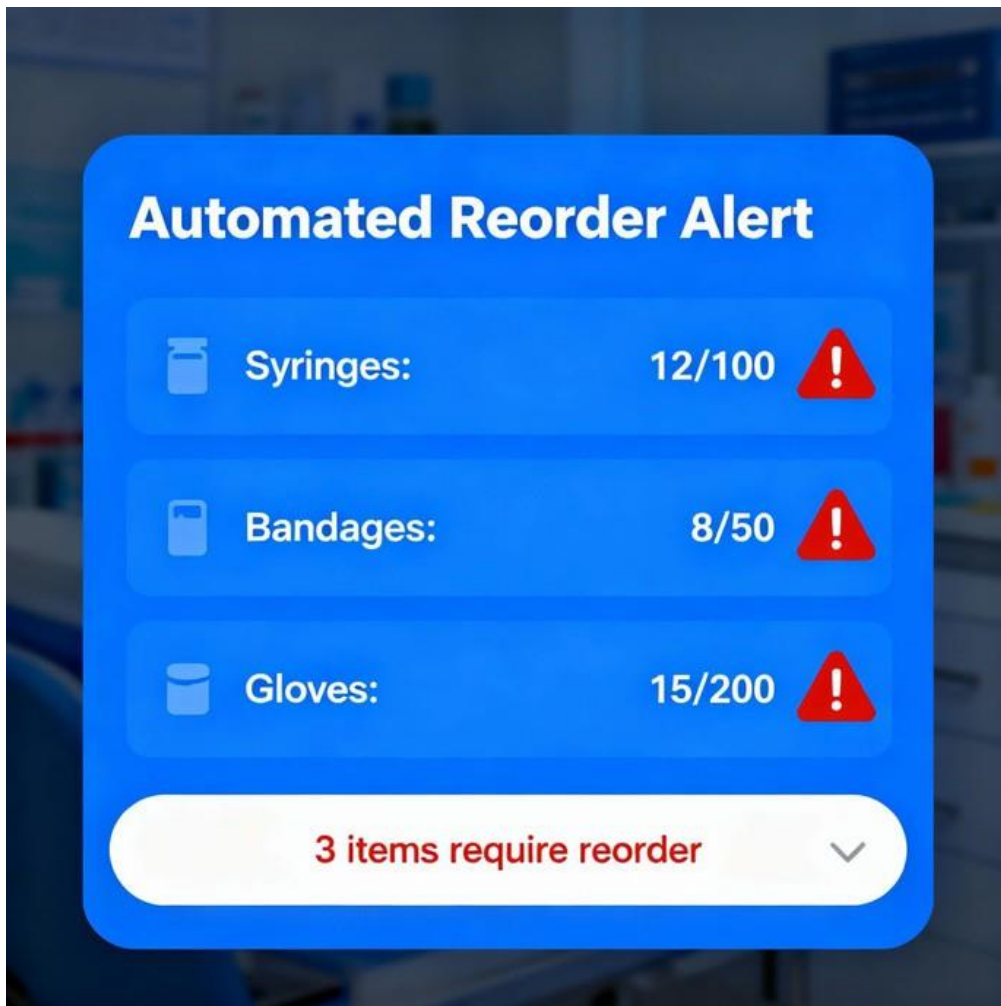 Automated Reorder Alert
Syringes: 12/100
Bandages: 8/50
Gloves: 15/200
3 items require reorder